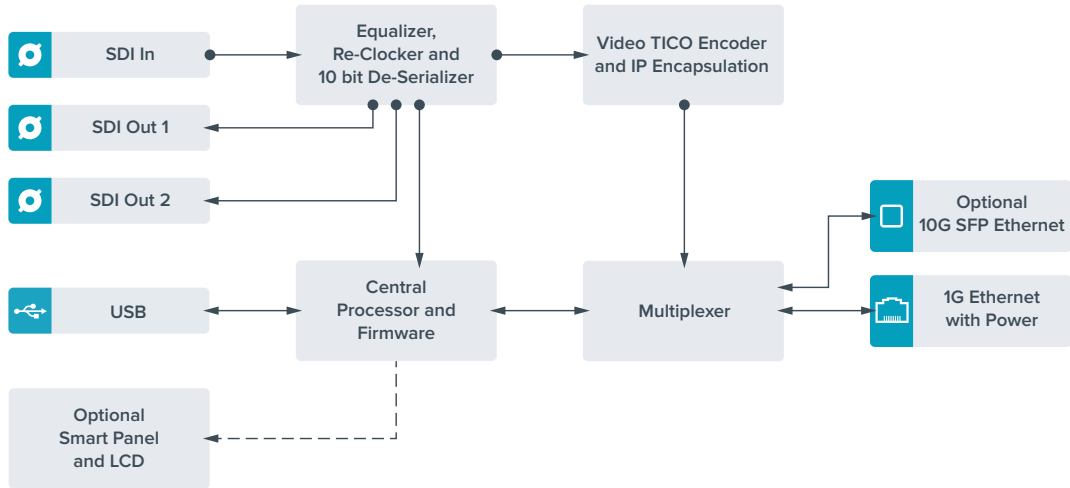 SDI In
Equalizer,
Re-Clocker and
10 bit De-Serializer
Video TICO Encoder
and IP Encapsulation
SDI Out 1
SDI Out 2
Optional
10G SFP Ethernet
USB
Central
Processor and
Firmware
Multiplexer
1G Ethernet
with Power
Optional
Smart Panel
and LCD